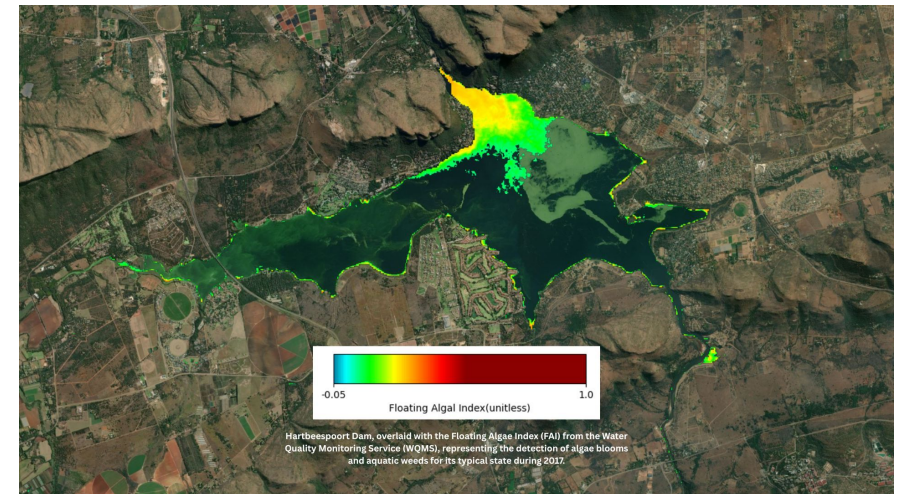 -0.05 1.0
Floating Algal Index(unitless)
Hartbeespoort Dam, overlaid with the Floating Algae Index (FAI) from the Water
Quality Monitoring Service (WQMS), representing the detection of algae blooms
and aquatic weeds for its typical state during 2017.